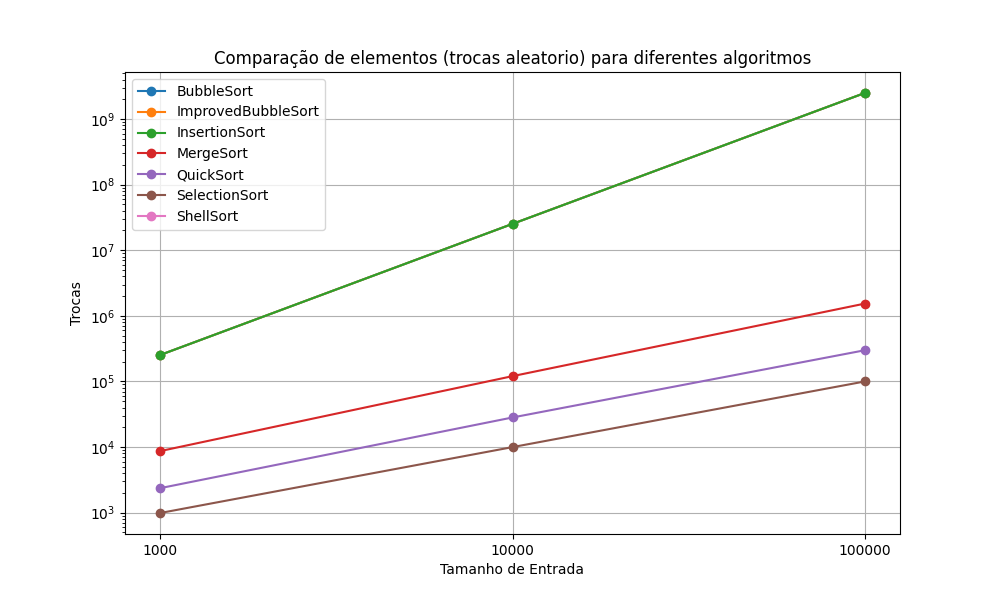 Comparação de elementos (trocas aleatorio) para diferentes algoritmos
BubbleSort
ImprovedBubbleSort
InsertionSort
MergeSort
QuickSort
SelectionSort
ShellSort
10⁹
10⁸
10⁷
10⁶
10⁵
10⁴
10³
Trocas
1000 10000 100000
Tamanho de Entrada